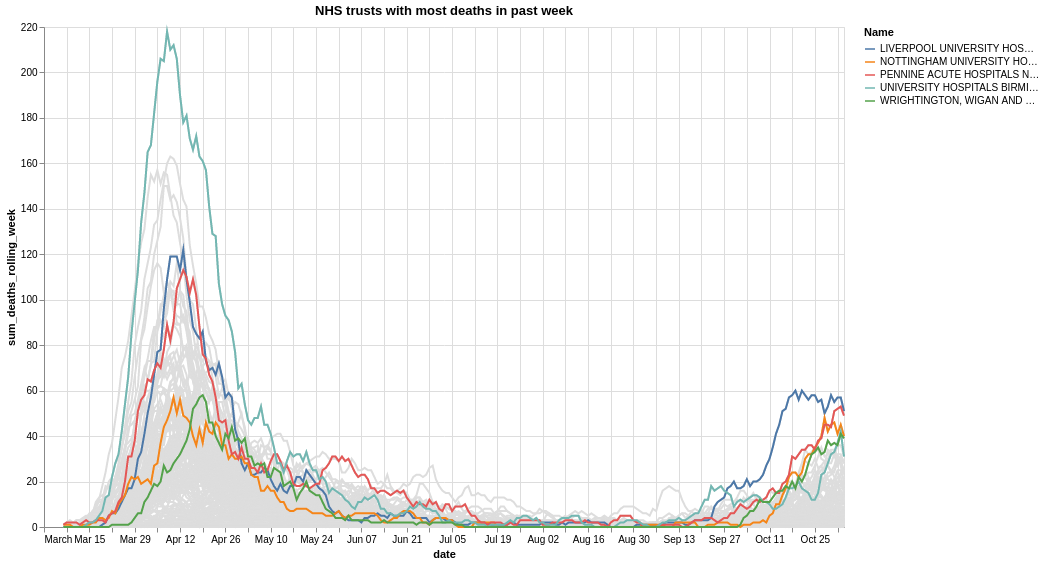 NHS trusts with most deaths in past week
220
200
180
160
140
120
100
80
60
40
20
0
sum_deaths_rolling_week
March Mar 15 Mar 29 Apr 12 Apr 26 May 10 May 24 Jun 07 Jun 21 Jul 05 Jul 19 Aug 02 Aug 16 Aug 30 Sep 13 Sep 27 Oct 11 Oct 25
date
Name
LIVERPOOL UNIVERSITY HOS…
NOTTINGHAM UNIVERSITY HO…
PENNINE ACUTE HOSPITALS N…
UNIVERSITY HOSPITALS BIRMI…
WRIGHTINGTON, WIGAN AND …